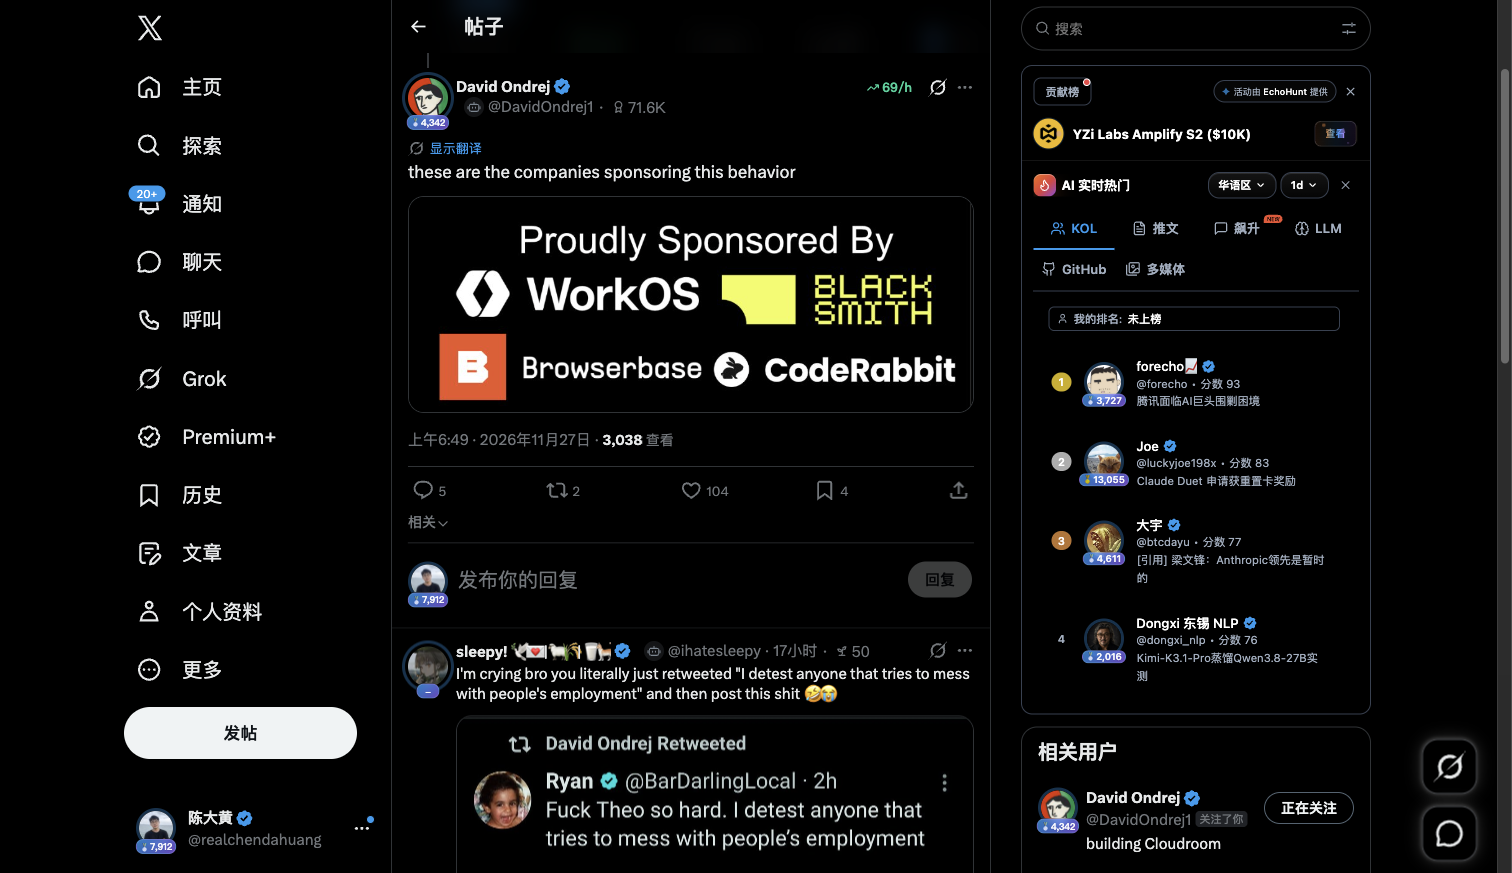 主页
探索
20+
通知
聊天
呼叫
Grok
Premium+
历史
文章
个人资料
更多
发帖
陈大黄
@realchendahuang
7,912
帖子
David Ondrej
@DavidOndrej1 · 71.6K
4,342
69/h
显示翻译
these are the companies sponsoring this behavior
Proudly Sponsored By
WorkOS
BLACK
SMITH
B
Browserbase
CodeRabbit
上午6:49 · 2026年11月27日 · 3,038 查看
5
2
104
4
相关
7,912
发布你的回复
回复
sleepy!
@ihatesleepy · 17小时 · 50
I'm crying bro you literally just retweeted "I detest anyone that tries to mess
with people's employment" and then post this shit 🤣😭
David Ondrej Retweeted
Ryan @BarDarlingLocal · 2h
Fuck Theo so hard. I detest anyone that
tries to mess with people's employment
搜索
贡献榜
活动由 EchoHunt 提供
YZi Labs Amplify S2 ($10K)
查看
AI 实时热门
华语区
1d
KOL
推文
飙升
NEW
LLM
GitHub
多媒体
我的排名: 未上榜
1
3,727
forecho📈
@forecho • 分数 93
腾讯面临AI巨头围剿困境
2
13,055
Joe
@luckyjoe198x • 分数 83
Claude Duet 申请获重置卡奖励
3
4,611
大宇
@btcdayu • 分数 77
[引用] 梁文锋：Anthropic领先是暂时
的
4
2,016
Dongxi 东锡 NLP
@dongxi_nlp • 分数 76
Kimi-K3.1-Pro蒸馏Qwen3.8-27B实
测
相关用户
David Ondrej
@DavidOndrej1 关注了你
4,342
正在关注
building Cloudroom